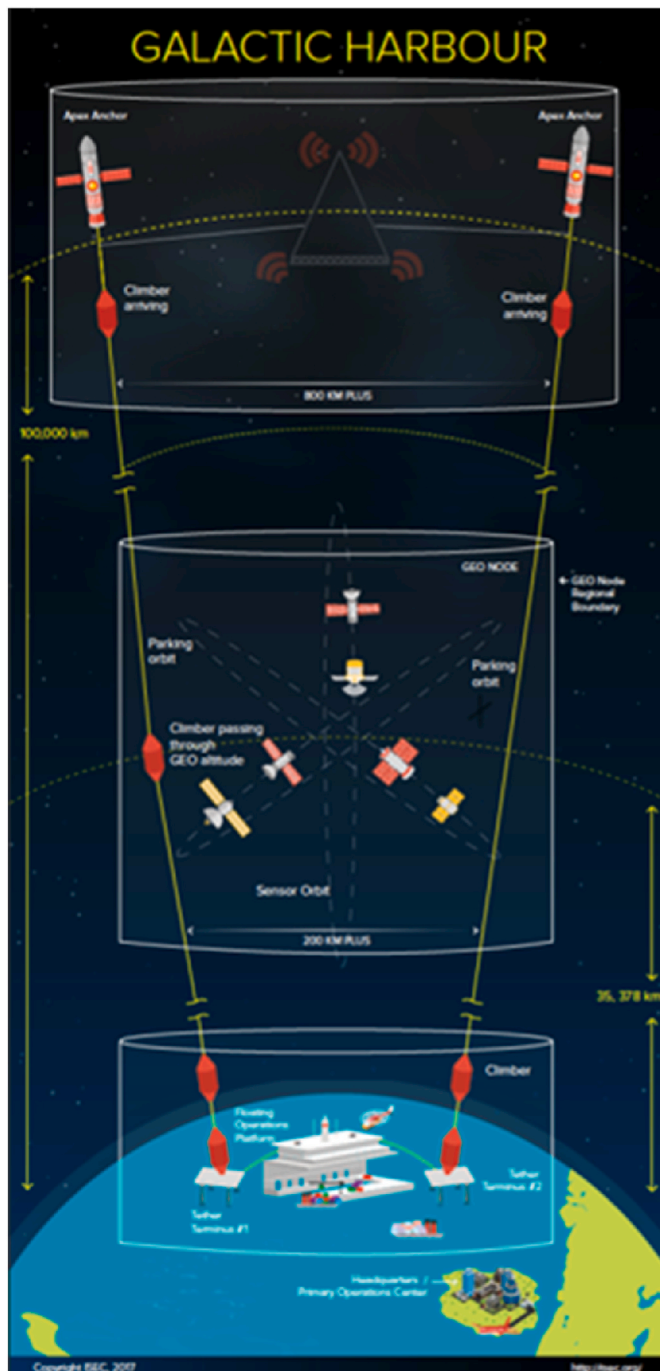 GALACTIC HARBOUR
Apex Anchor
Apex Anchor
Climber
arriving
Climber
arriving
800 KM PLUS
100,000 km
GEO NODE
GEO Node
Regional
Boundary
Parking
orbit
Parking
orbit
Climber passing
through
GEO altitude
Sensor Orbit
200 KM PLUS
35, 378 km
Climber
Floating
Operations
Platform
Tether
Terminus #1
Tether
Terminus #2
Headquarters /
Primary Operations Center
Copyright ISEC, 2017
http://isec.org/